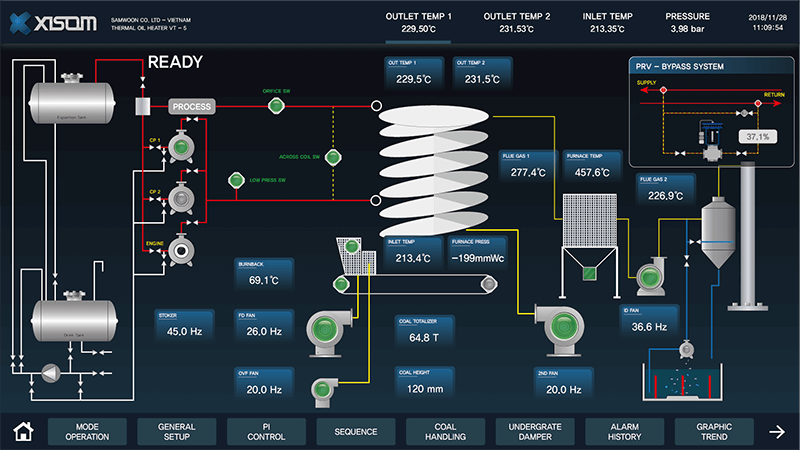 XISOM
SAMWOON CO, LTD – VIETNAM
THERMAL OIL HEATER VT – 5
OUTLET TEMP 1
229,50℃
OUTLET TEMP 2
231,53℃
INLET TEMP
213,35℃
PRESSURE
3,98 bar
2018/11/28
11:09:54
READY
OUT TEMP 1
229,5℃
OUT TEMP 2
231,5℃
PRV – BYPASS SYSTEM
SUPPLY
RETURN
37,1%
Expansion Tank
PROCESS
ORIFICE SW
CP 1
ACROSS COIL SW
LOW PRESS SW
CP 2
ENGINE
FLUE GAS 1
277,4℃
FURNACE TEMP
457,6℃
FLUE GAS 2
226,9℃
INLET TEMP
213,4℃
FURNACE PRESS
–199mmWc
BURNBACK
69,1℃
Drain Tank
STOKER
45,0 Hz
FD FAN
26,0 Hz
COAL TOTALIZER
64,8 T
ID FAN
36,6 Hz
OVF FAN
20,0 Hz
COAL HEIGHT
120 mm
2ND FAN
20,0 Hz
MODE
OPERATION
GENERAL
SETUP
PI
CONTROL
SEQUENCE
COAL
HANDLING
UNDERGRATE
DAMPER
ALARM
HISTORY
GRAPHIC
TREND